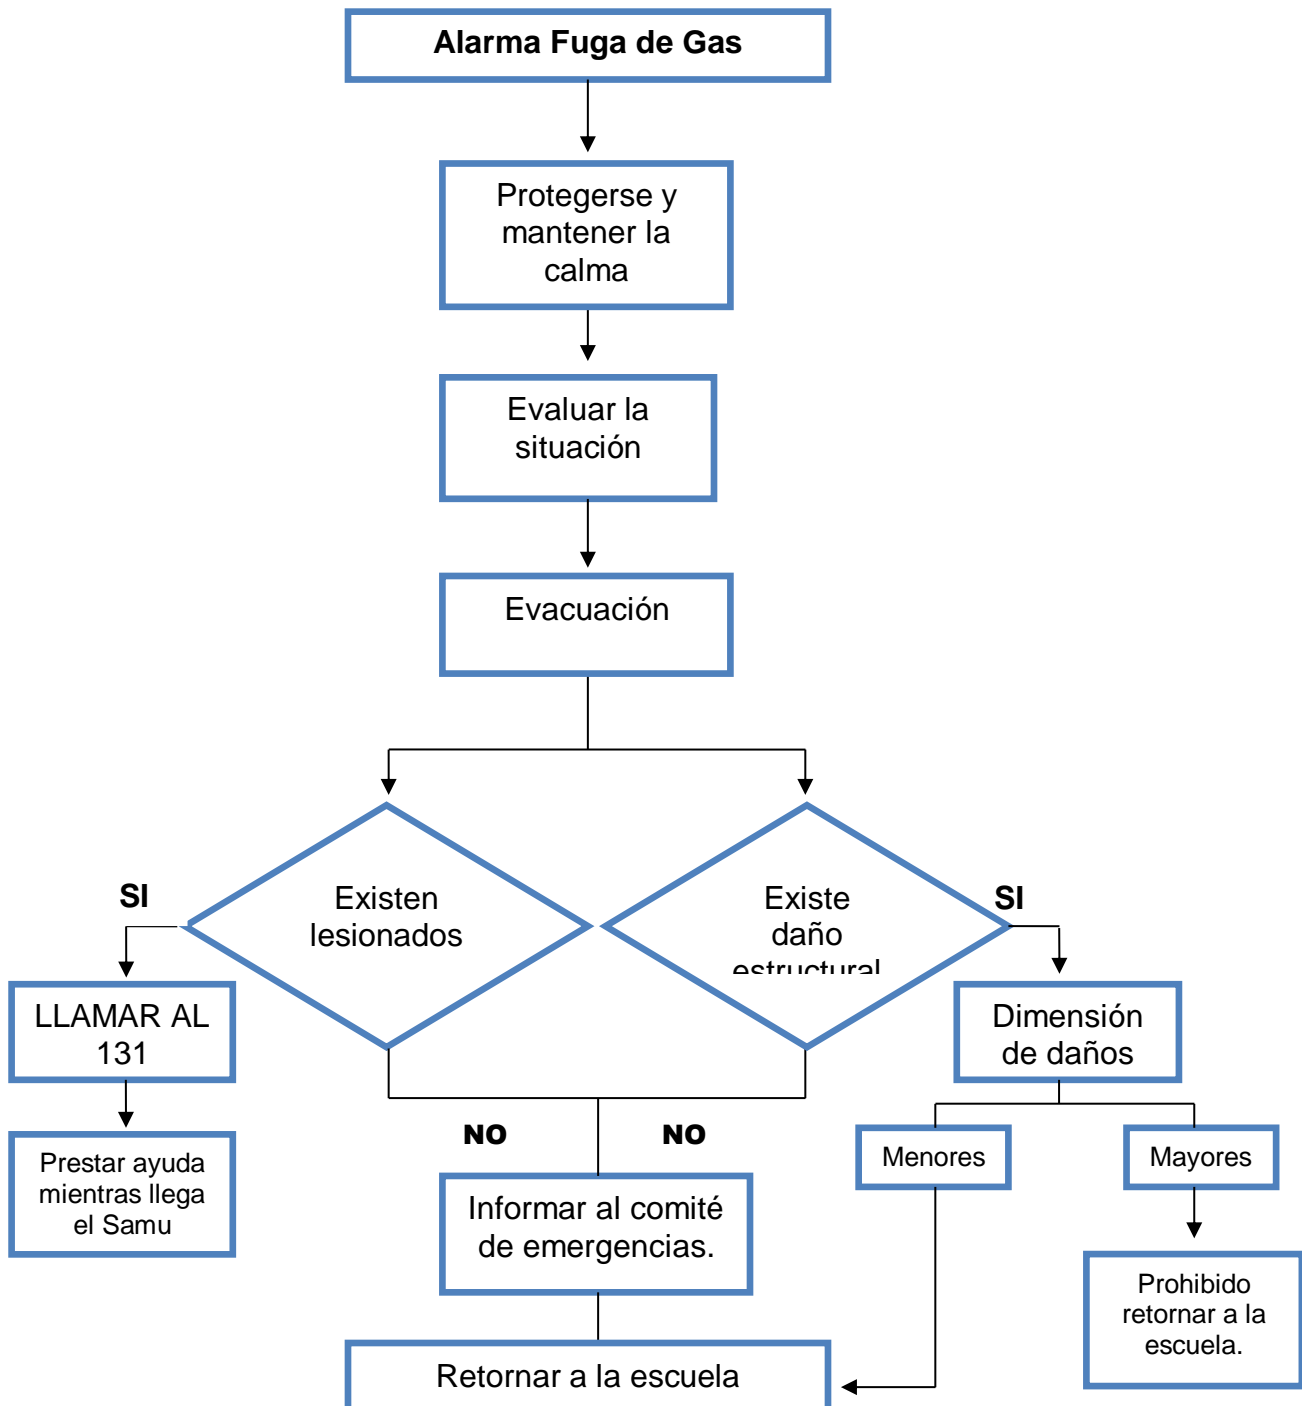 Alarma Fuga de Gas
Protegerse y
mantener la
calma
Evaluar la
situación
Evacuación
SI
Existen
lesionados
Existe
daño
estructural
SI
LLAMAR AL
131
Dimensión
de daños
Prestar ayuda
mientras llega
el Samu
NO
NO
Menores
Mayores
Informar al comité
de emergencias.
Prohibido
retornar a la
escuela.
Retornar a la escuela